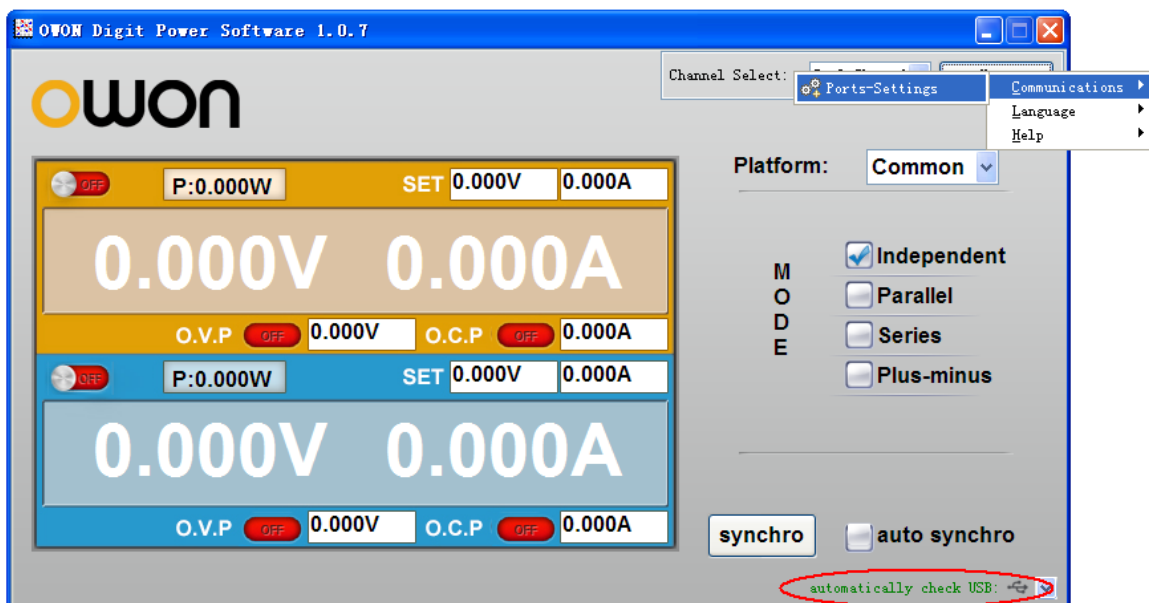 OWON Digit Power Software 1.0.7
Channel Select:
Ports-Settings
Communications
Language
Help
owon
Platform: Common
OFF P:0.000W SET 0.000V 0.000A
0.000V 0.000A
O.V.P OFF 0.000V O.C.P OFF 0.000A
OFF P:0.000W SET 0.000V 0.000A
0.000V 0.000A
O.V.P OFF 0.000V O.C.P OFF 0.000A
MODE
Independent
Parallel
Series
Plus-minus
synchro auto synchro
automatically check USB: